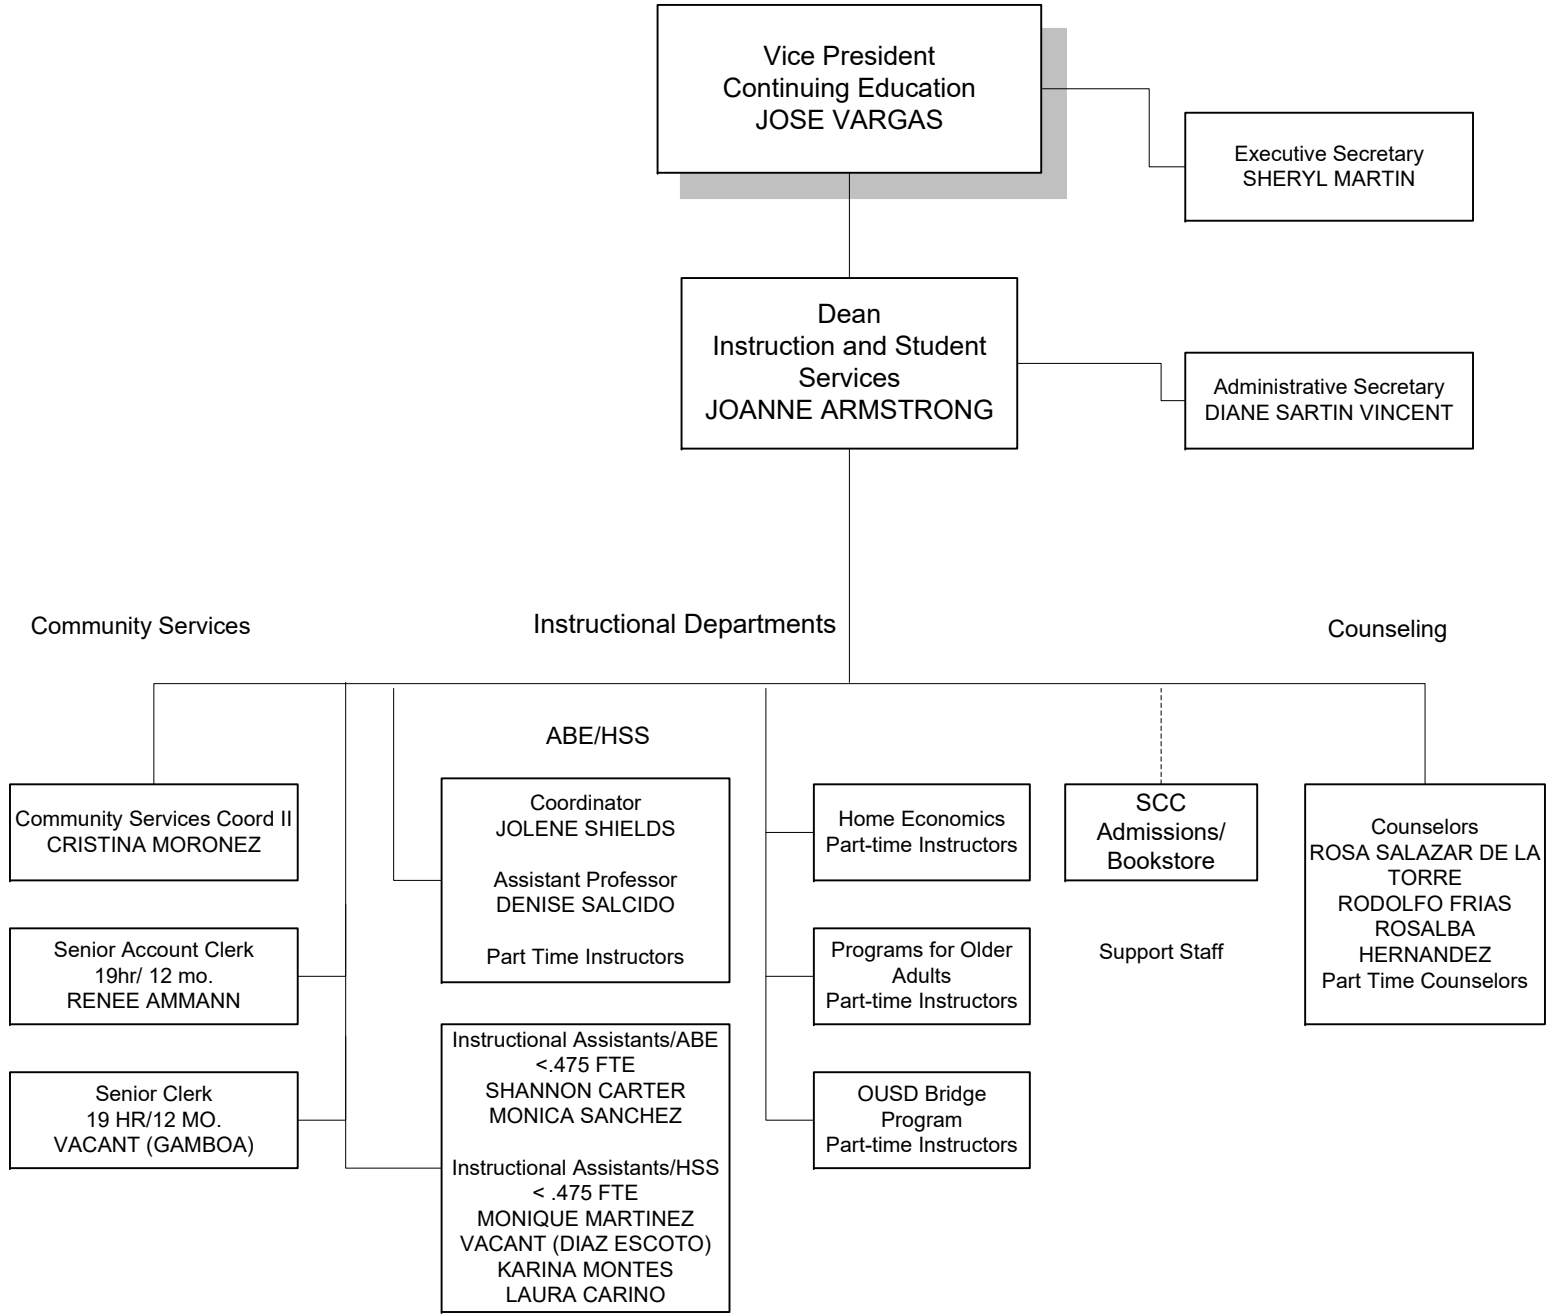 Vice President
Continuing Education
JOSE VARGAS
Executive Secretary
SHERYL MARTIN
Dean
Instruction and Student
Services
JOANNE ARMSTRONG
Administrative Secretary
DIANE SARTIN VINCENT
Community Services
Instructional Departments
Counseling
ABE/HSS
Community Services Coord II
CRISTINA MORONEZ
Senior Account Clerk
19hr/ 12 mo.
RENEE AMMANN
Senior Clerk
19 HR/12 MO.
VACANT (GAMBOA)
Coordinator
JOLENE SHIELDS
Assistant Professor
DENISE SALCIDO
Part Time Instructors
Instructional Assistants/ABE
<.475 FTE
SHANNON CARTER
MONICA SANCHEZ
Instructional Assistants/HSS
< .475 FTE
MONIQUE MARTINEZ
VACANT (DIAZ ESCOTO)
KARINA MONTES
LAURA CARINO
Home Economics
Part-time Instructors
Programs for Older
Adults
Part-time Instructors
OUSD Bridge
Program
Part-time Instructors
SCC
Admissions/
Bookstore
Support Staff
Counselors
ROSA SALAZAR DE LA
TORRE
RODOLFO FRIAS
ROSALBA
HERNANDEZ
Part Time Counselors